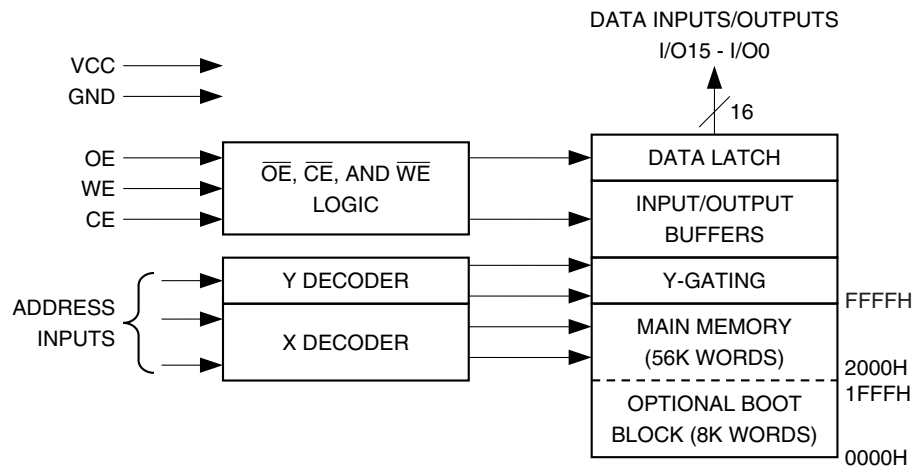 DATA INPUTS/OUTPUTS
I/O15 - I/O0
16
VCC
GND
OE
WE
CE
OE, CE, AND WE
LOGIC
DATA LATCH
INPUT/OUTPUT
BUFFERS
ADDRESS
INPUTS
Y DECODER
X DECODER
Y-GATING
FFFFH
MAIN MEMORY
(56K WORDS)
2000H
1FFFH
OPTIONAL BOOT
BLOCK (8K WORDS)
0000H